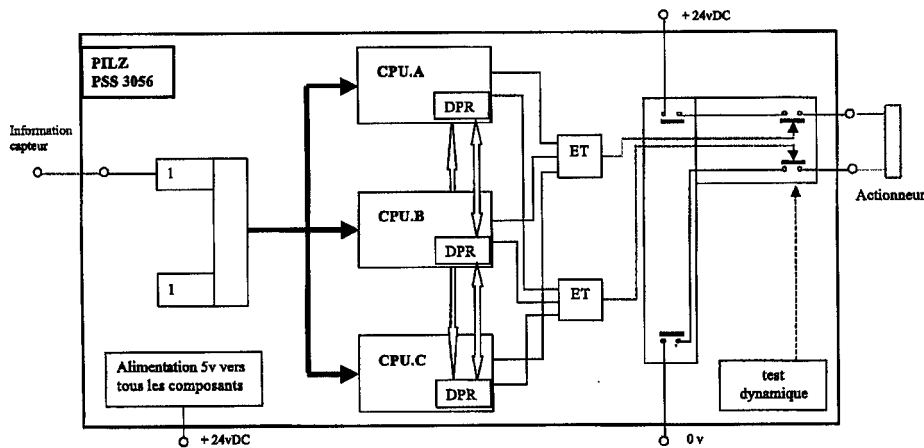 + 24vDC
PILZ
PSS 3056
CPU.A
DPR
Information
capteur
1
ET
CPU.B
DPR
Actionneur
1
ET
CPU.C
DPR
Alimentation 5v vers
tous les composants
test
dynamique
+ 24vDC
0 v